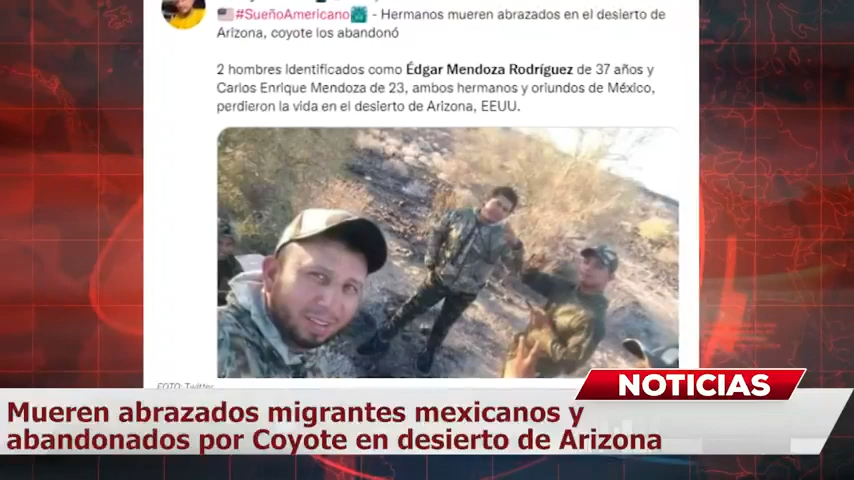 #SueñoAmericano - Hermanos mueren abrazados en el desierto de
Arizona, coyote los abandonó
2 hombres identificados como Édgar Mendoza Rodríguez de 37 años y
Carlos Enrique Mendoza de 23, ambos hermanos y oriundos de México,
perdieron la vida en el desierto de Arizona, EEUU.
FOTO: Twitter
NOTICIAS
Mueren abrazados migrantes mexicanos y
abandonados por Coyote en desierto de Arizona